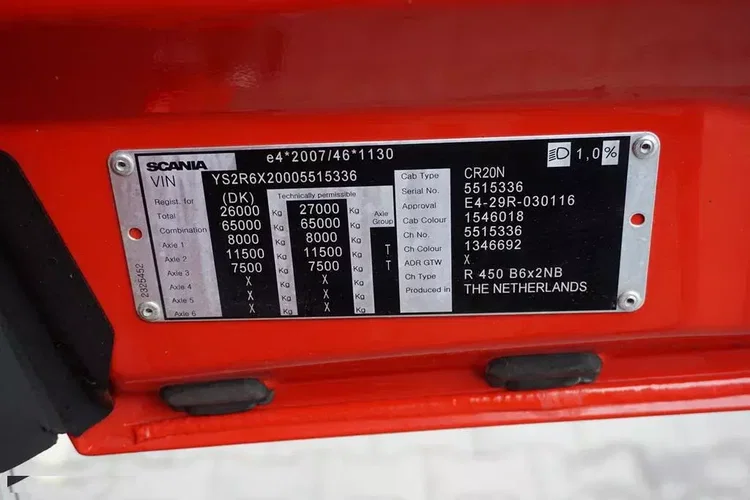 SCANIA e4*2007/46*1130 1,0%
VIN YS2R6X20005515336
Regist. for (DK) Technically permissible
Total 26000 Kg 27000 Kg Axle Group
Combination 65000 Kg 65000 Kg
Axle 1 8000 Kg 8000 Kg
Axle 2 11500 Kg 11500 Kg T
Axle 3 7500 Kg 7500 Kg T
Axle 4 X Kg X Kg
Axle 5 X Kg X Kg
Axle 6 X Kg X Kg
2325452
Cab Type CR20N
Serial No. 5515336
Approval E4-29R-030116
Cab Colour 1546018
Ch No. 5515336
Ch Colour 1346692
ADR GTW X
Ch Type R 450 B6x2NB
Produced in THE NETHERLANDS